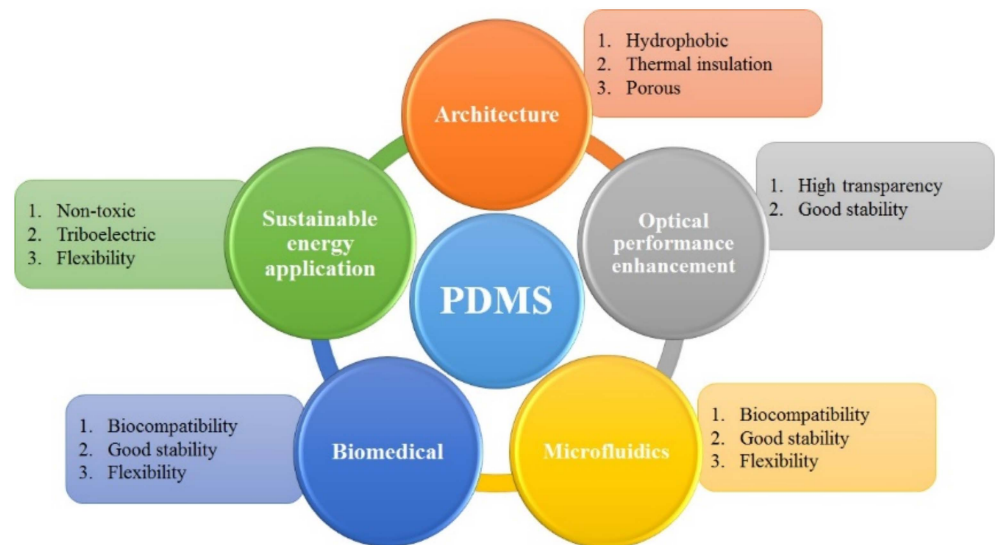 Architecture
1. Hydrophobic
2. Thermal insulation
3. Porous
Optical
performance
enhancement
1. High transparency
2. Good stability
Microfluidics
1. Biocompatibility
2. Good stability
3. Flexibility
Biomedical
1. Biocompatibility
2. Good stability
3. Flexibility
Sustainable
energy
application
1. Non-toxic
2. Triboelectric
3. Flexibility
PDMS